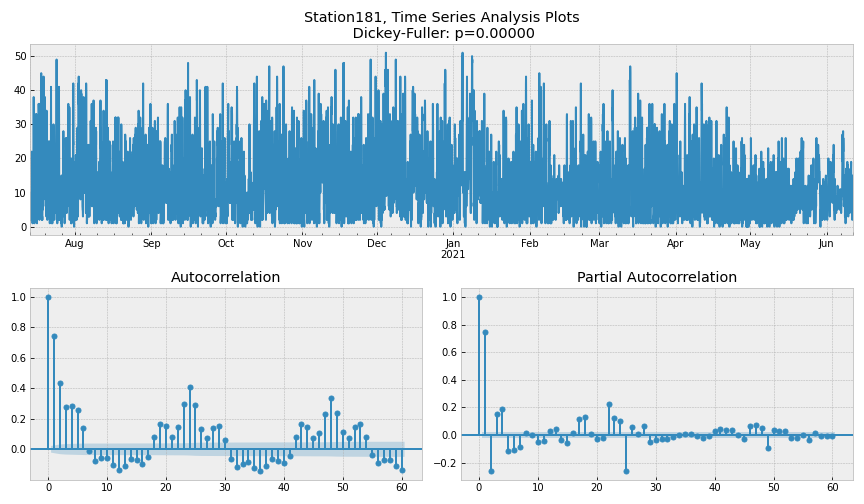 Station181, Time Series Analysis Plots
Dickey-Fuller: p=0.00000
50
40
30
20
10
0
Aug Sep Oct Nov Dec Jan Feb Mar Apr May Jun
2021
Autocorrelation
1.0
0.8
0.6
0.4
0.2
0.0
0 10 20 30 40 50 60
Partial Autocorrelation
1.0
0.8
0.6
0.4
0.2
0.0
−0.2
0 10 20 30 40 50 60